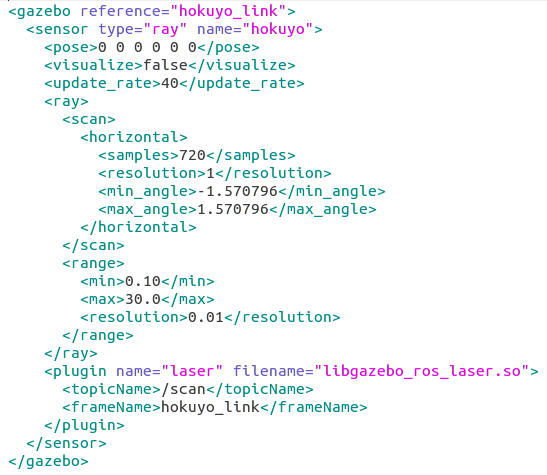 <gazebo reference="hokuyo_link">
  <sensor type="ray" name="hokuyo">
    <pose>0 0 0 0 0 0</pose>
    <visualize>false</visualize>
    <update_rate>40</update_rate>
    <ray>
      <scan>
        <horizontal>
          <samples>720</samples>
          <resolution>1</resolution>
          <min_angle>-1.570796</min_angle>
          <max_angle>1.570796</max_angle>
        </horizontal>
      </scan>
      <range>
        <min>0.10</min>
        <max>30.0</max>
        <resolution>0.01</resolution>
      </range>
    </ray>
    <plugin name="laser" filename="libgazebo_ros_laser.so">
      <topicName>/scan</topicName>
      <frameName>hokuyo_link</frameName>
    </plugin>
  </sensor>
</gazebo>